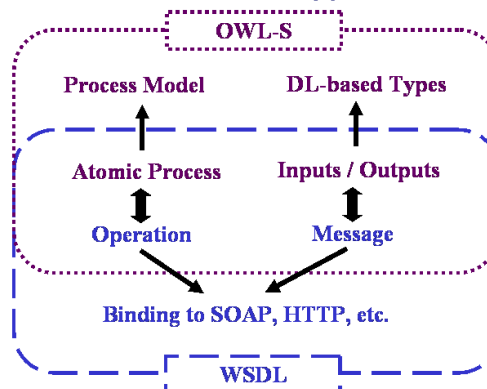 OWL-S
Process Model DL-based Types
Atomic Process Inputs / Outputs
Operation Message
Binding to SOAP, HTTP, etc.
WSDL